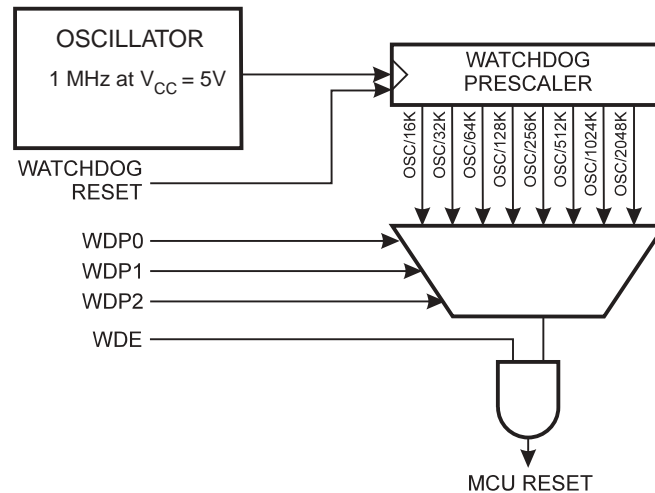 OSCILLATOR
1 MHz at VCC = 5V
WATCHDOG
PRESCALER
OSC/16K
OSC/32K
OSC/64K
OSC/128K
OSC/256K
OSC/512K
OSC/1024K
OSC/2048K
WATCHDOG
RESET
WDP0
WDP1
WDP2
WDE
MCU RESET